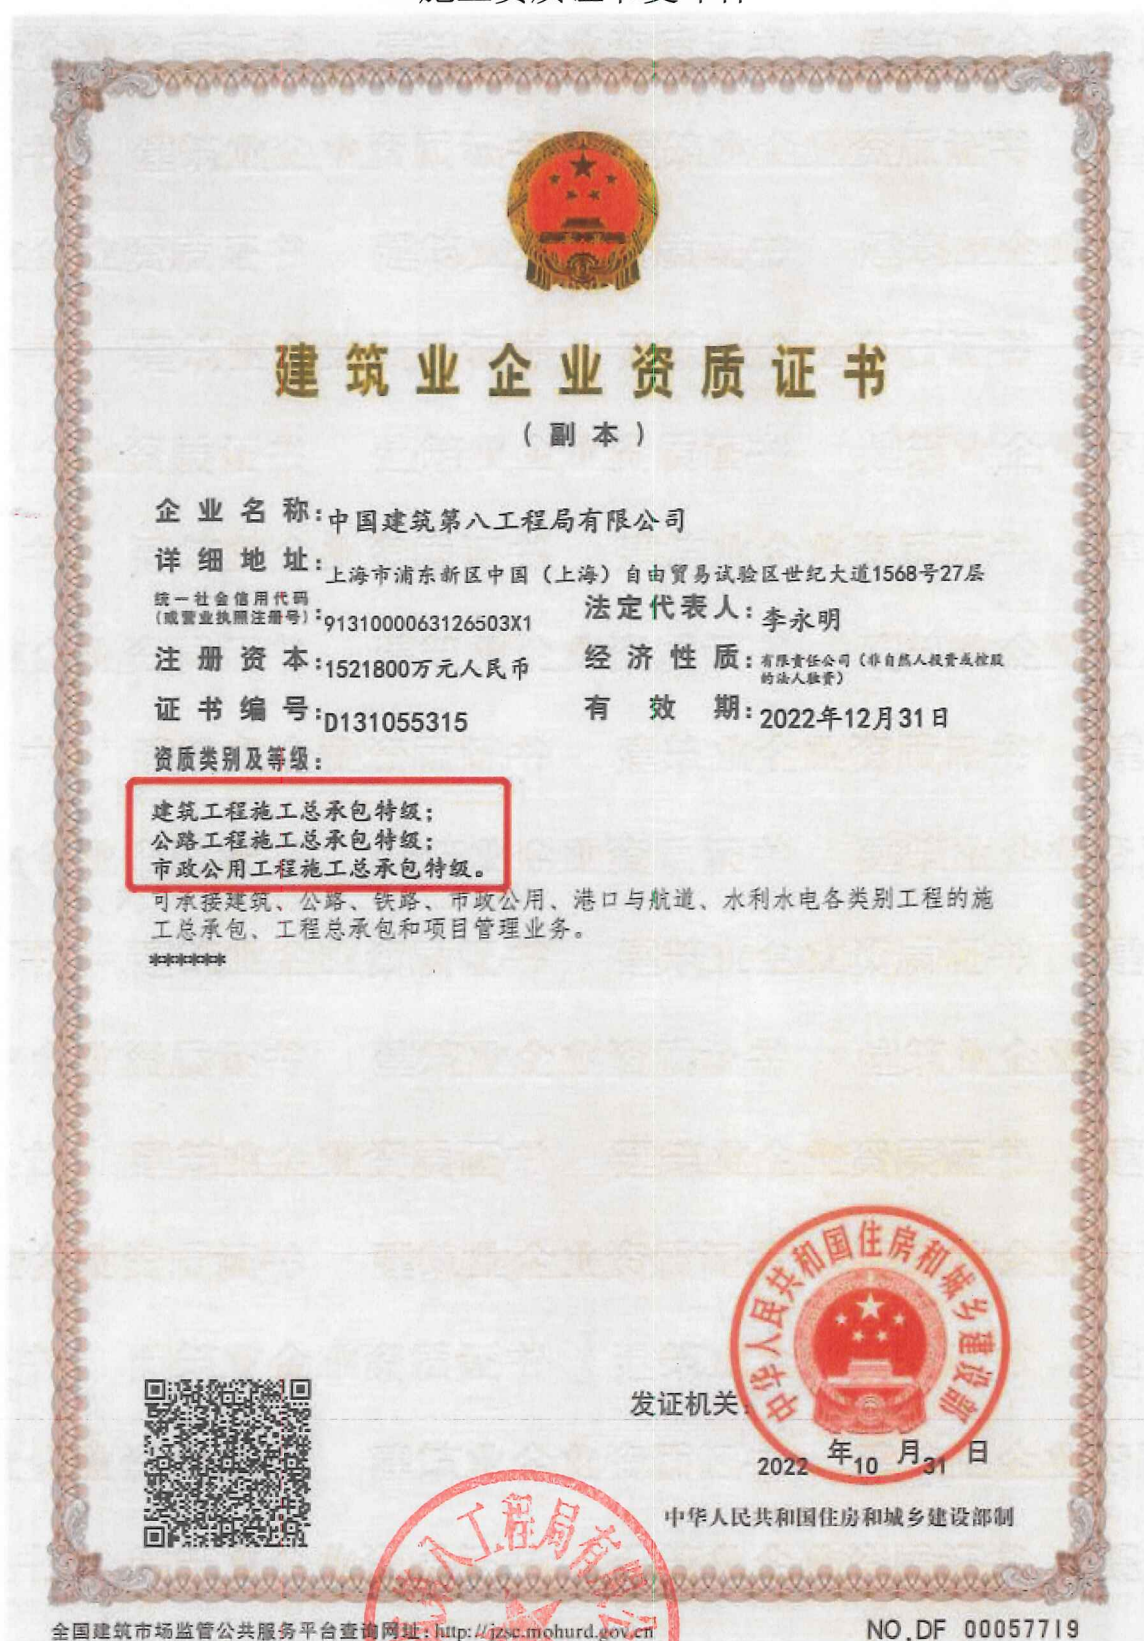 建筑业企业资质证书
（副本）
企业名称：中国建筑第八工程局有限公司
详细地址：上海市浦东新区中国（上海）自由贸易试验区世纪大道1568号27层
统一社会信用代码
（或营业执照注册号）：9131000063126503X1
法定代表人：李永明
注册资本：1521800万元人民币
经济性质：有限责任公司（非自然人投资或控股
的法人独资）
证书编号：D131055315
有效期：2022年12月31日
资质类别及等级：
建筑工程施工总承包特级；
公路工程施工总承包特级；
市政公用工程施工总承包特级。
可承接建筑、公路、铁路、市政公用、港口与航道、水利水电各类别工程的施
工总承包、工程总承包和项目管理业务。
******
中华人民共和国住房和城乡建设部
发证机关：
2022年10月31日
中华人民共和国住房和城乡建设部制
第八工程局有限公
全国建筑市场监管公共服务平台查询网址：http://jzsc.mohurd.gov.cn
NO.DF 00057719